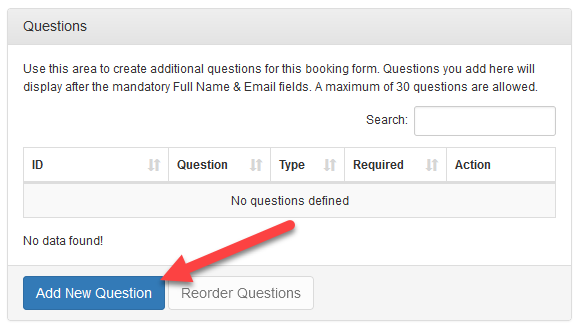 Questions
Use this area to create additional questions for this booking form. Questions you add here will
display after the mandatory Full Name & Email fields. A maximum of 30 questions are allowed.
Search:
ID Question Type Required Action
No questions defined
No data found!
Add New Question Reorder Questions